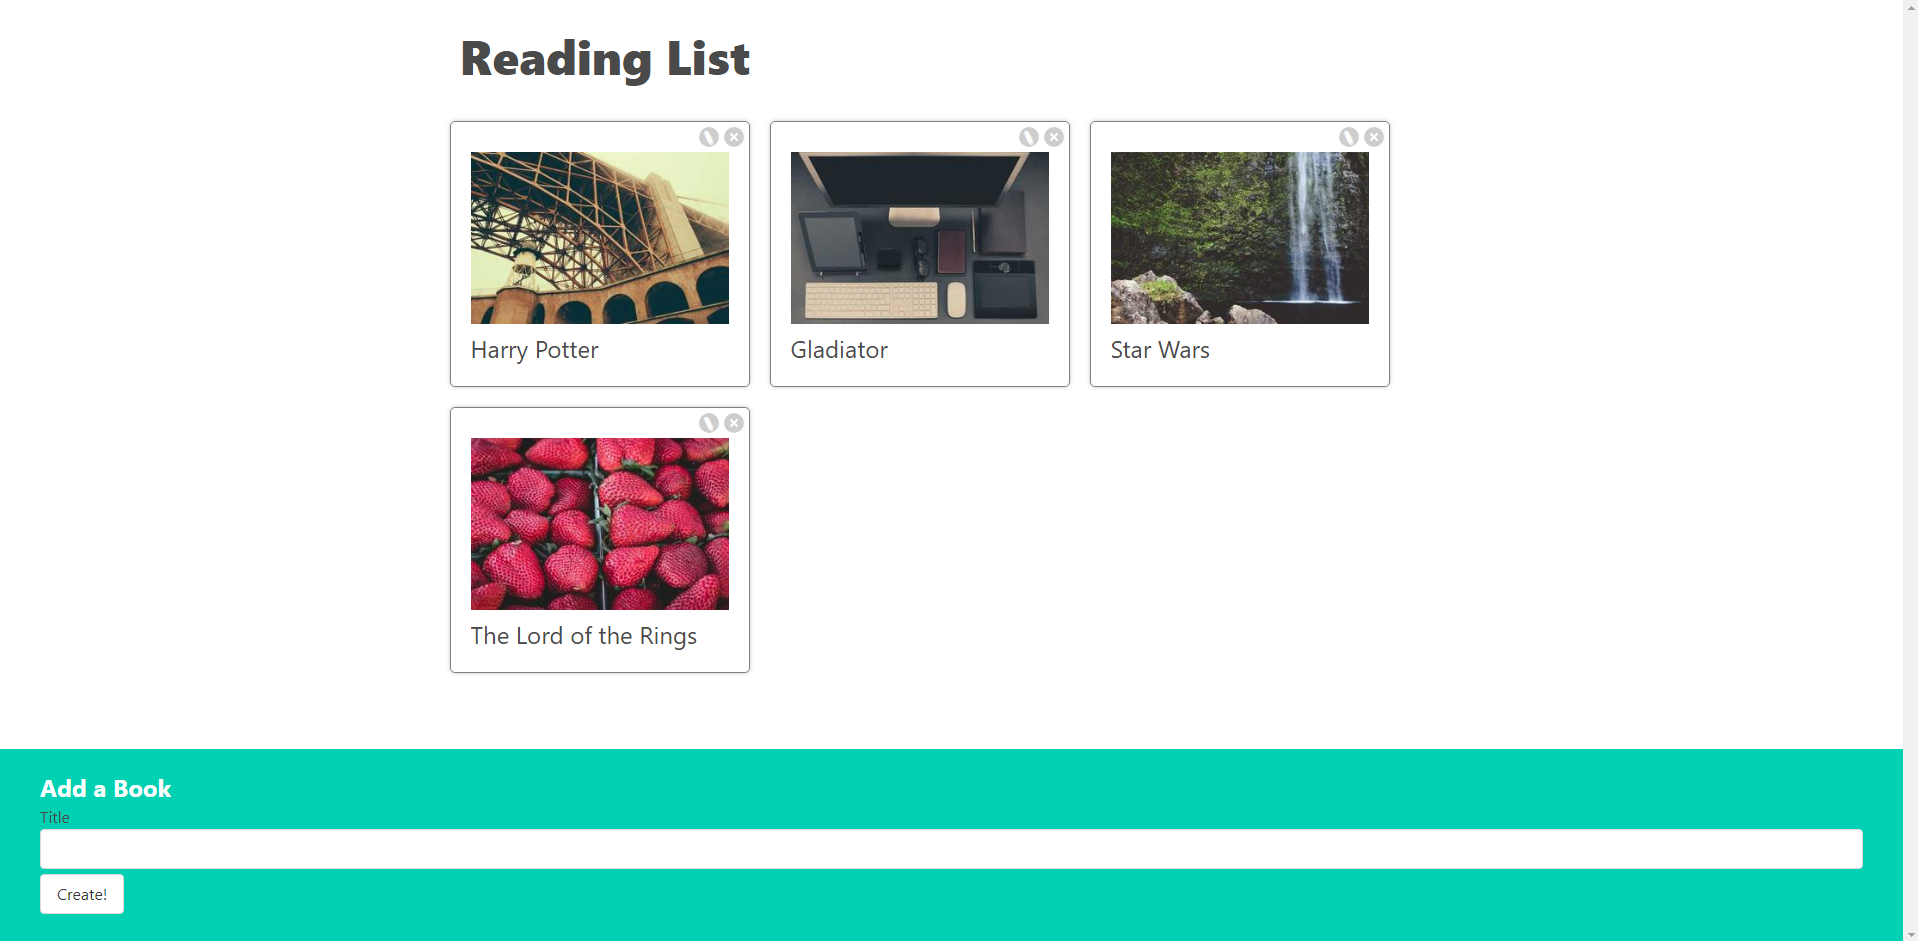 Reading List
Harry Potter
Gladiator
Star Wars
The Lord of the Rings
Add a Book
Title
Create!